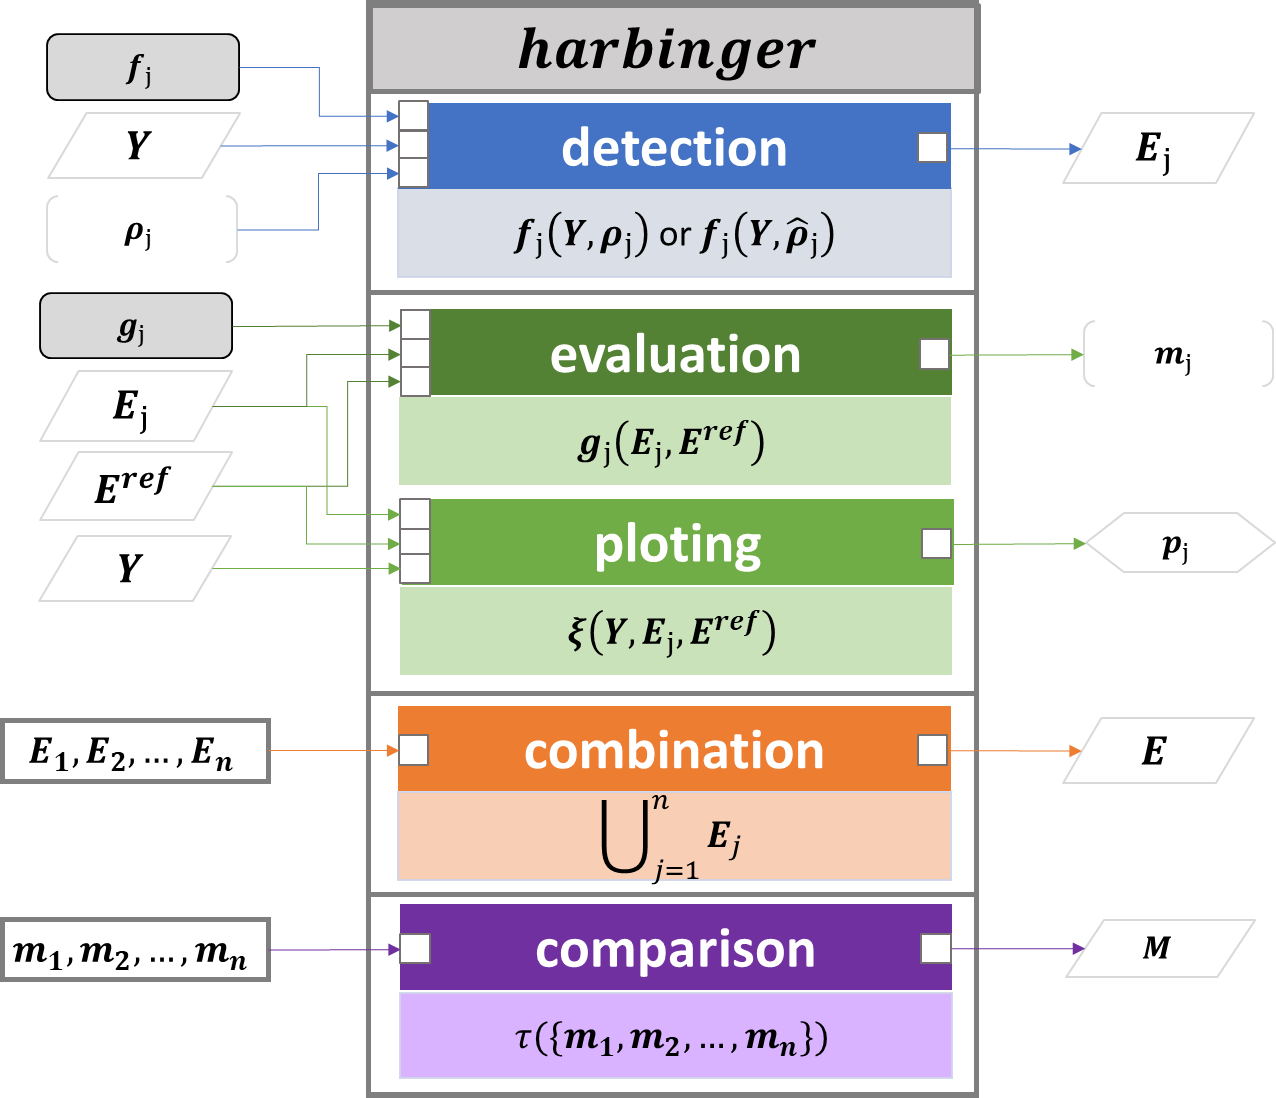 harbinger
f_j
Y
ρ_j
detection
f_j(Y, ρ_j) or f_j(Y, ρ̂_j)
E_j
g_j
E_j
E^ref
Y
evaluation
g_j(E_j, E^ref)
m_j
ploting
ξ(Y, E_j, E^ref)
p_j
E_1, E_2, ..., E_n
combination
⋃_{j=1}^{n} E_j
E
m_1, m_2, ..., m_n
comparison
τ({m_1, m_2, ..., m_n})
M